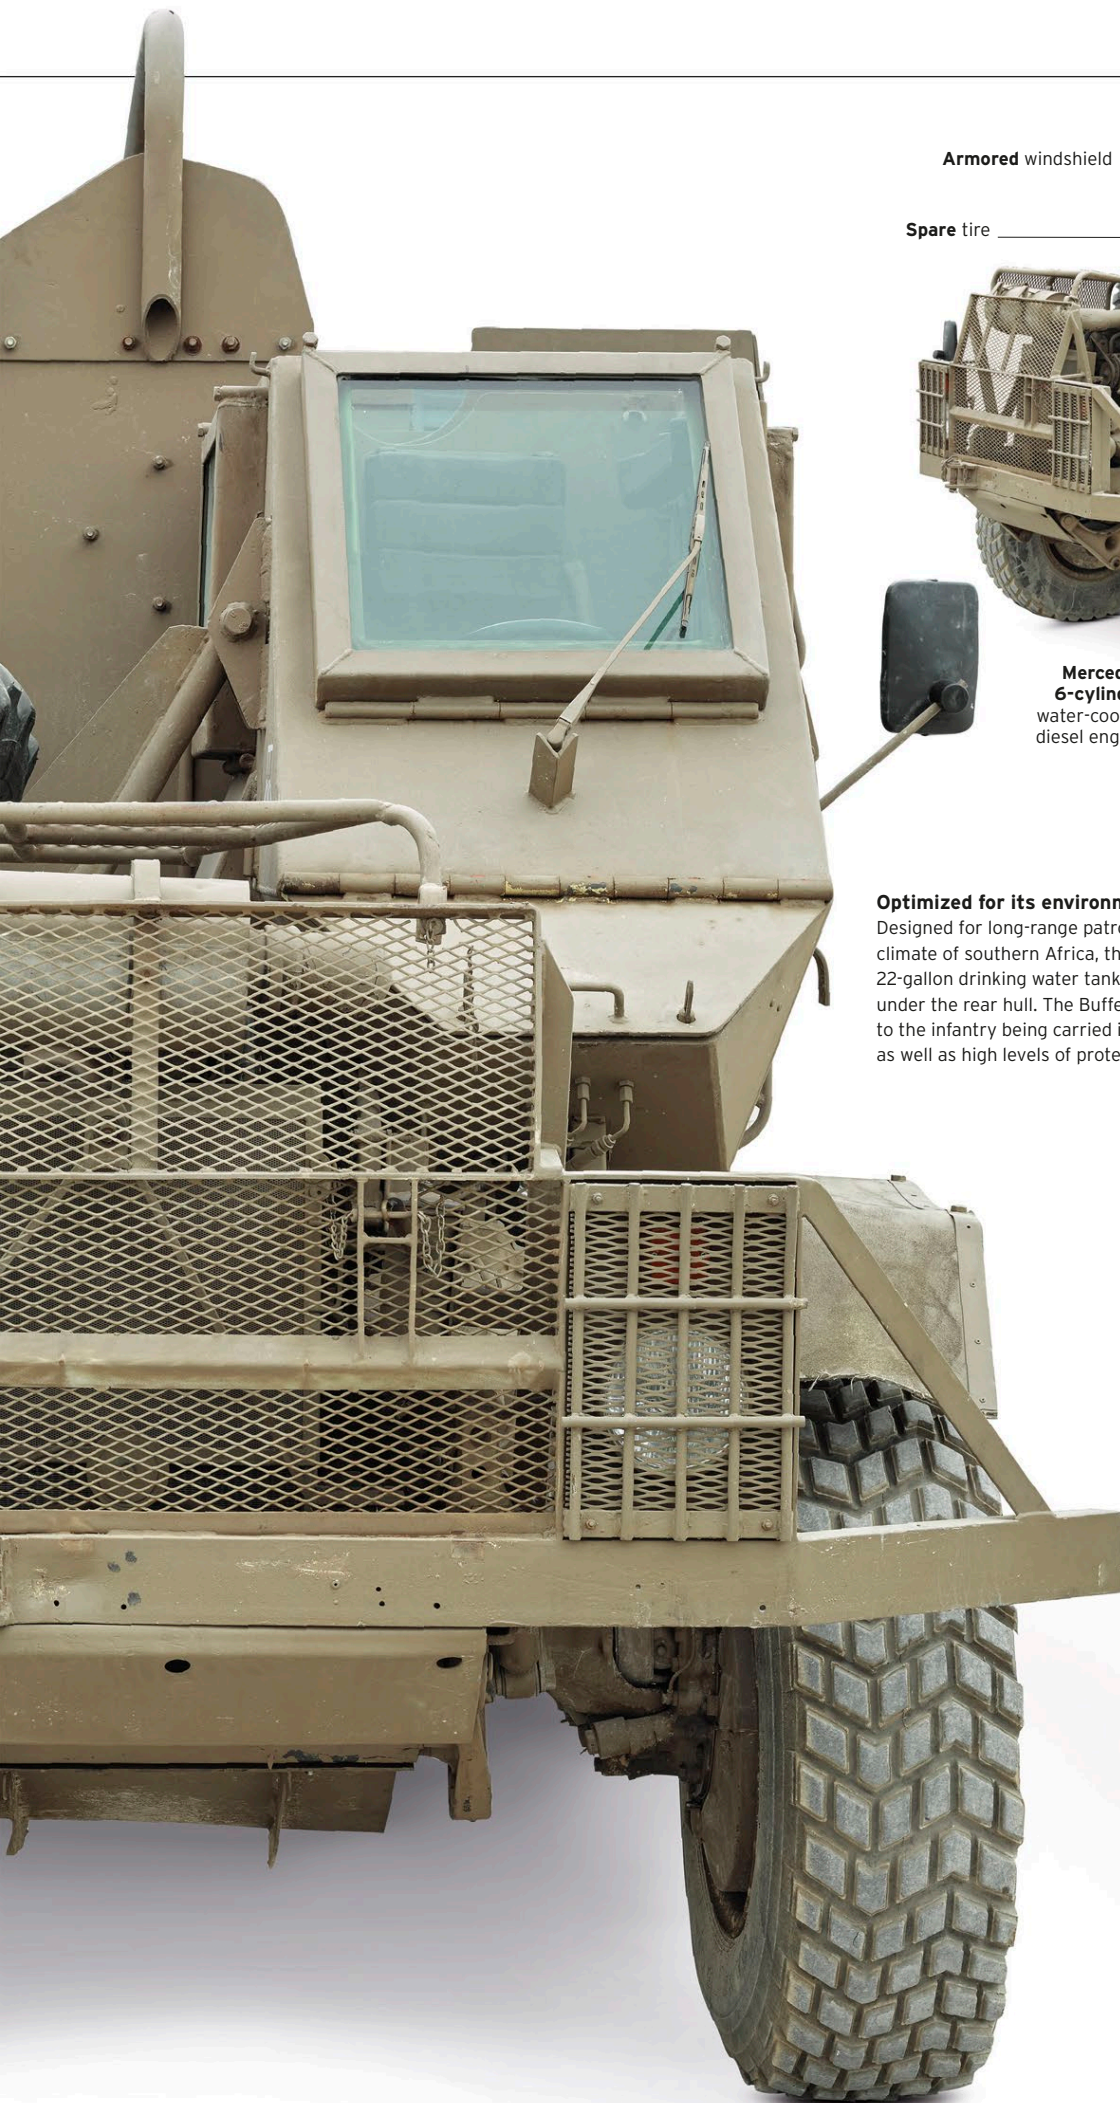 Armored windshield
Spare tire
Merced
6-cylin
water-coo
diesel eng
Optimized for its environm
Designed for long-range patro
climate of southern Africa, th
22-gallon drinking water tank
under the rear hull. The Buffe
to the infantry being carried i
as well as high levels of prote